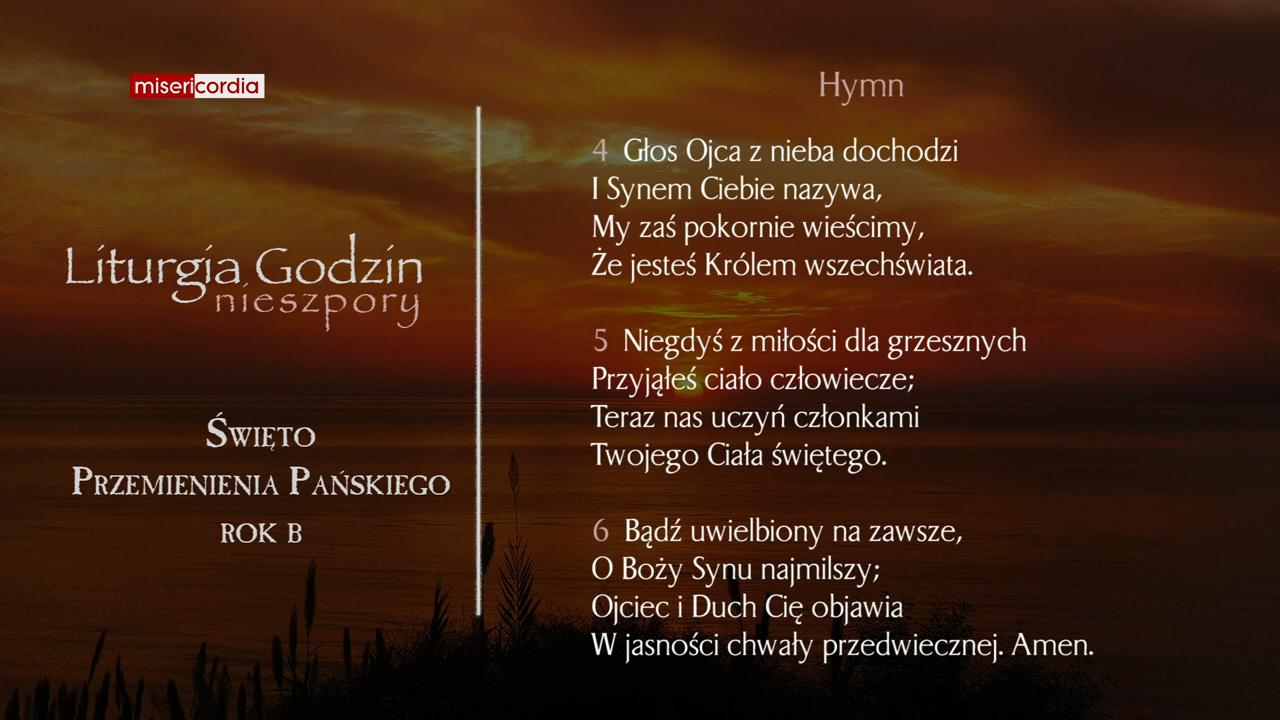 misericordia
Liturgia Godzin
nieszpory
Święto
Przemienienia Pańskiego
rok B
Hymn
4 Głos Ojca z nieba dochodzi
I Synem Ciebie nazywa,
My zaś pokornie wieścimy,
Że jesteś Królem wszechświata.
5 Niegdyś z miłości dla grzesznych
Przyjąłeś ciało człowiecze;
Teraz nas uczyń członkami
Twojego Ciała świętego.
6 Bądź uwielbiony na zawsze,
O Boży Synu najmilszy;
Ojciec i Duch Cię objawia
W jasności chwały przedwiecznej. Amen.